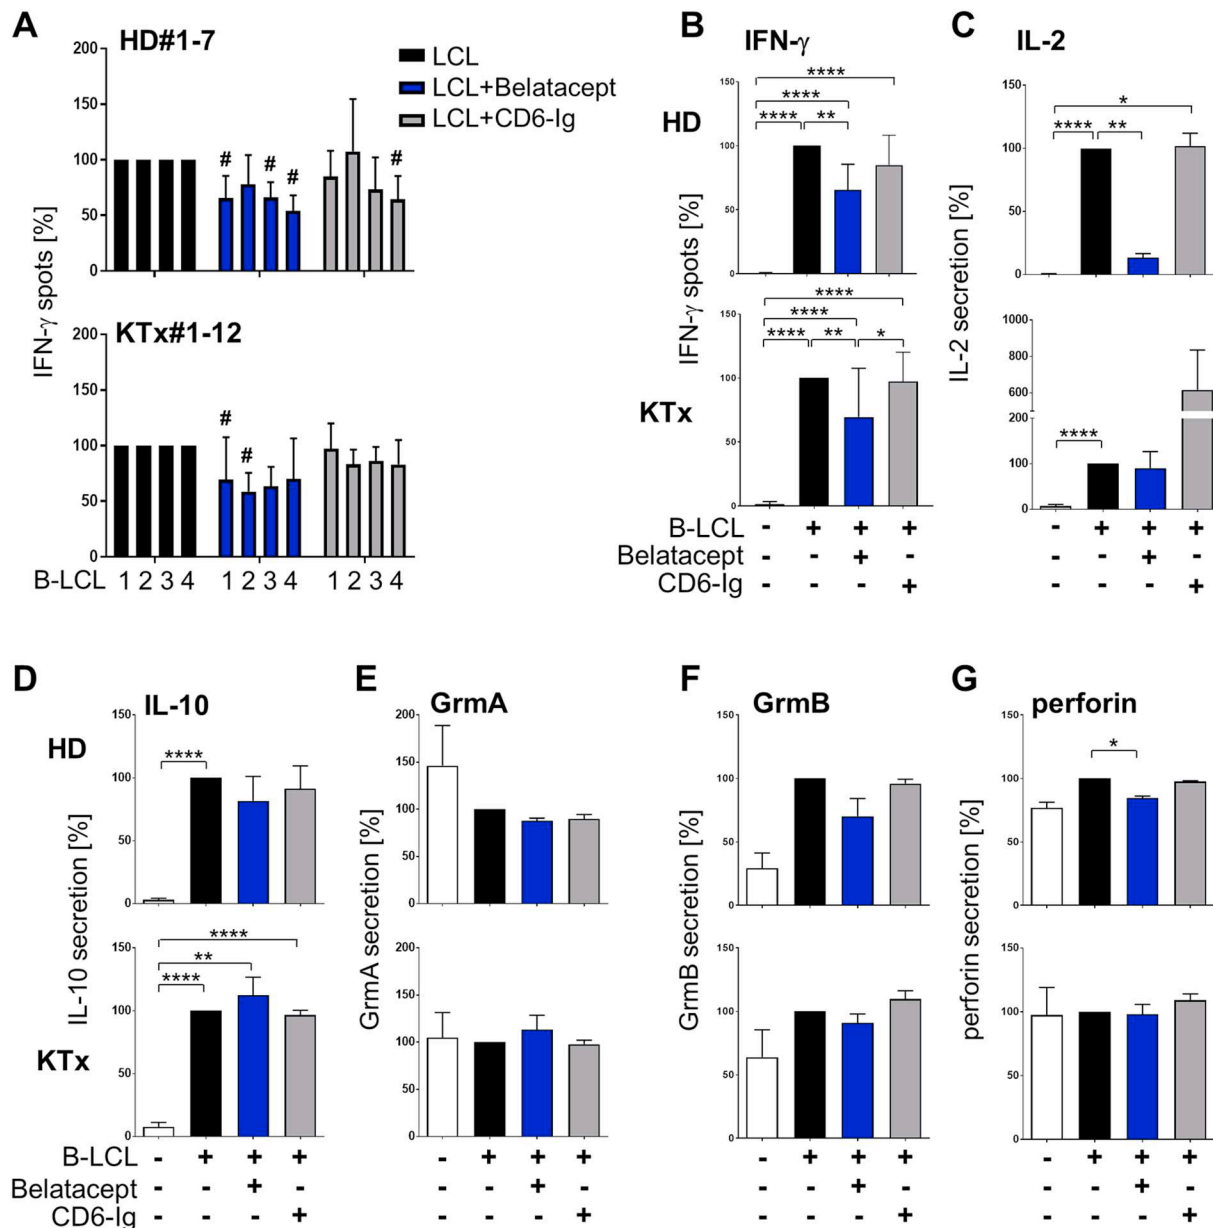 A
HD#1-7
LCL
LCL+Belatacept
LCL+CD6-Ig
200
150
100
50
0
# # # #
KTx#1-12
200
150
100
50
0
# #
IFN-γ spots [%]
B-LCL 1 2 3 4 1 2 3 4 1 2 3 4
B
IFN-γ
HD
150
100
50
0
****
****
**** **
KTx
150
100
50
0
****
****
**** ** *
IFN-γ spots [%]
C
IL-2
150
100
50
0
*
**** **
1000
800
600
400
200
100
0
****
IL-2 secretion [%]
B-LCL - + + + - + + +
Belatacept - - + - - - + -
CD6-Ig - - - + - - - +
D
IL-10
HD
150
100
50
0
****
KTx
150
100
50
0
****
**
****
IL-10 secretion [%]
E
GrmA
200
150
100
50
0
200
150
100
50
0
GrmA secretion [%]
F
GrmB
150
100
50
0
150
100
50
0
GrmB secretion [%]
G
perforin
150
100
50
0
*
150
100
50
0
perforin secretion [%]
B-LCL - + + + - + + + - + + + - + + +
Belatacept - - + - - - + - - - + - - - + -
CD6-Ig - - - + - - - + - - - + - - - +